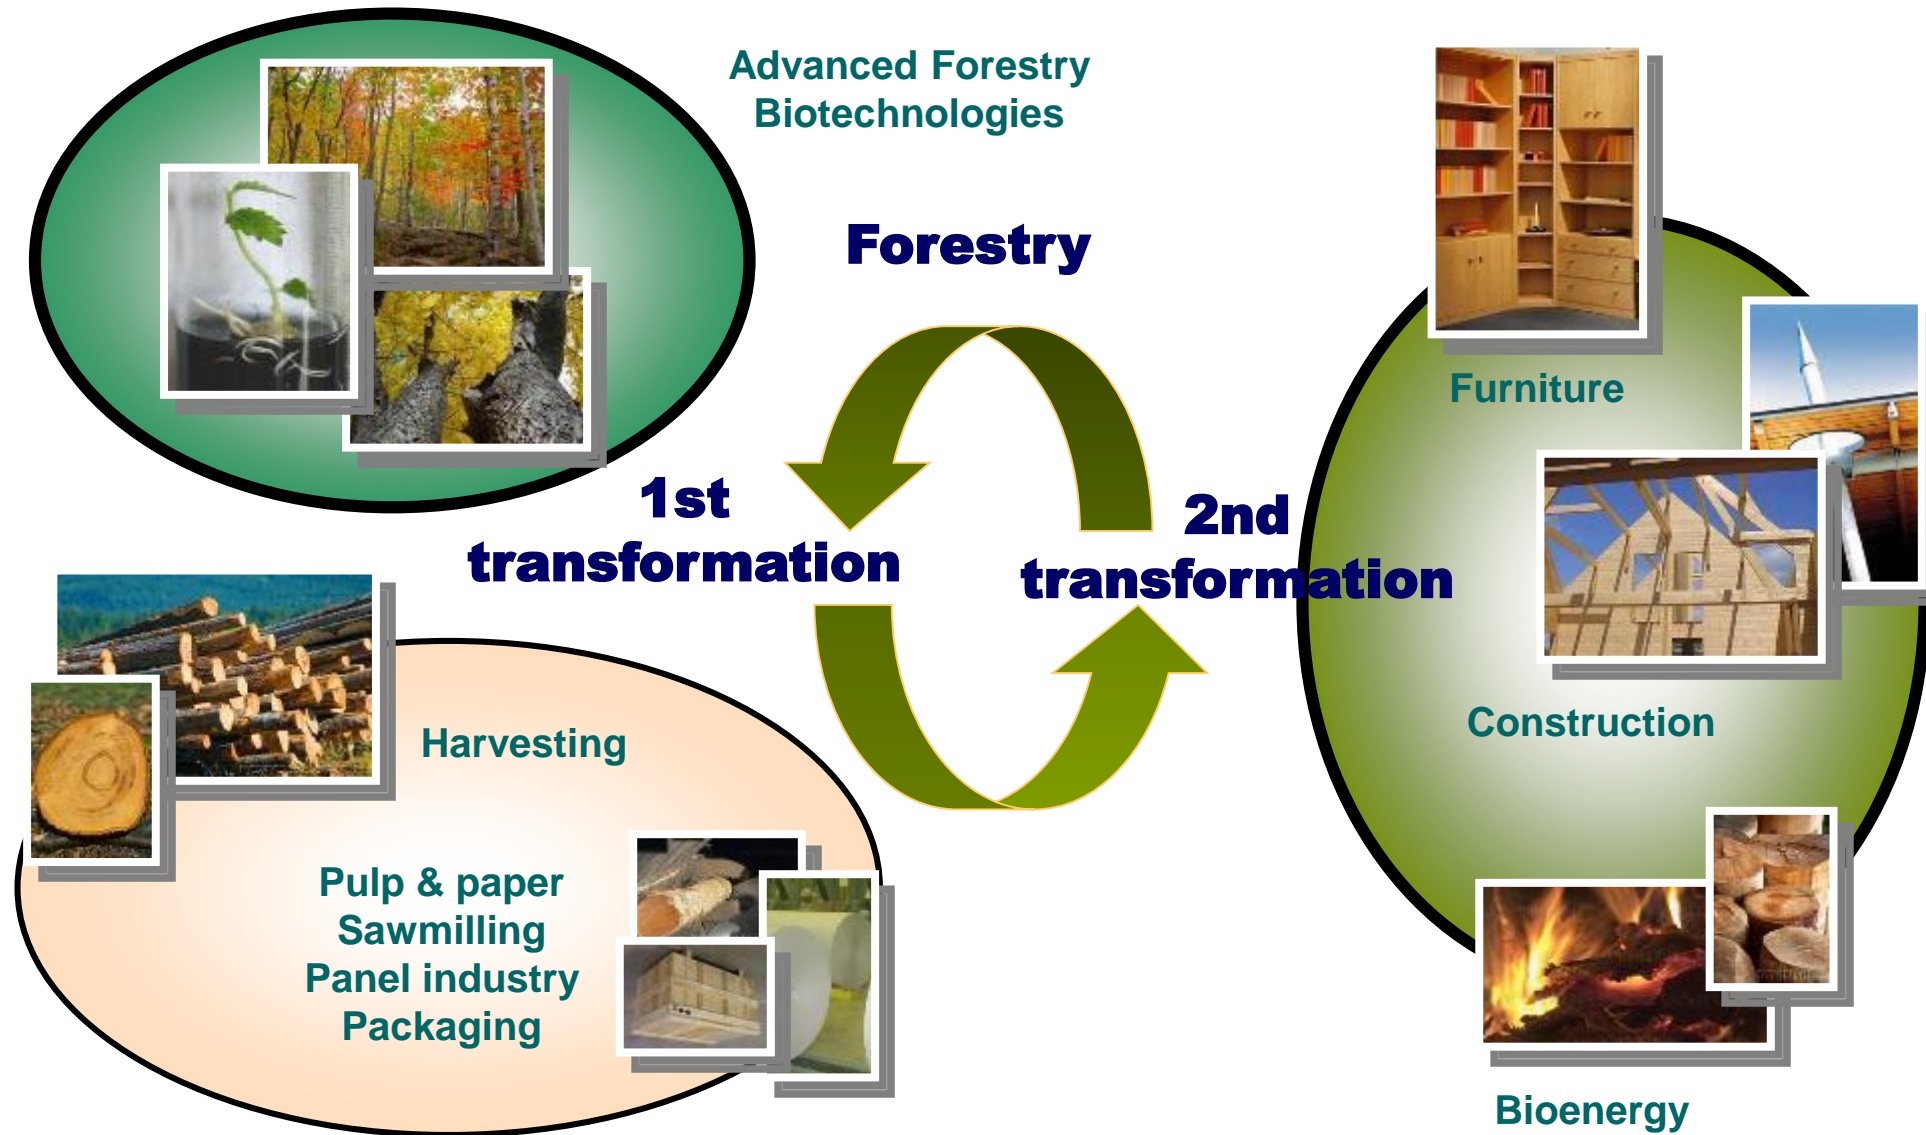 Advanced Forestry
Biotechnologies
Forestry
1st
transformation
2nd
transformation
Furniture
Construction
Harvesting
Pulp & paper
Sawmilling
Panel industry
Packaging
Bioenergy